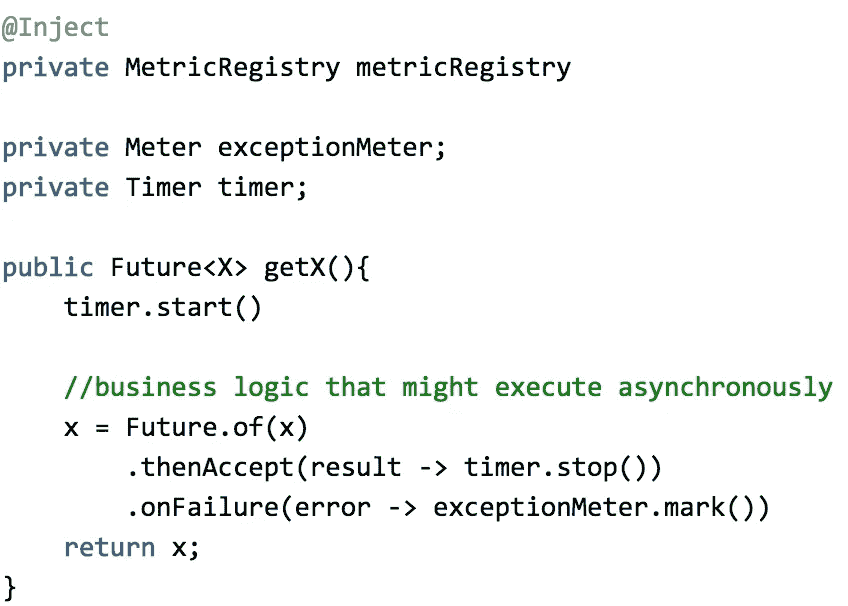 @Inject
private MetricRegistry metricRegistry
private Meter exceptionMeter;
private Timer timer;
public Future<X> getX(){
timer.start()
//business logic that might execute asynchronously
x = Future.of(x)
.thenAccept(result -> timer.stop())
.onFailure(error -> exceptionMeter.mark())
return x;
}